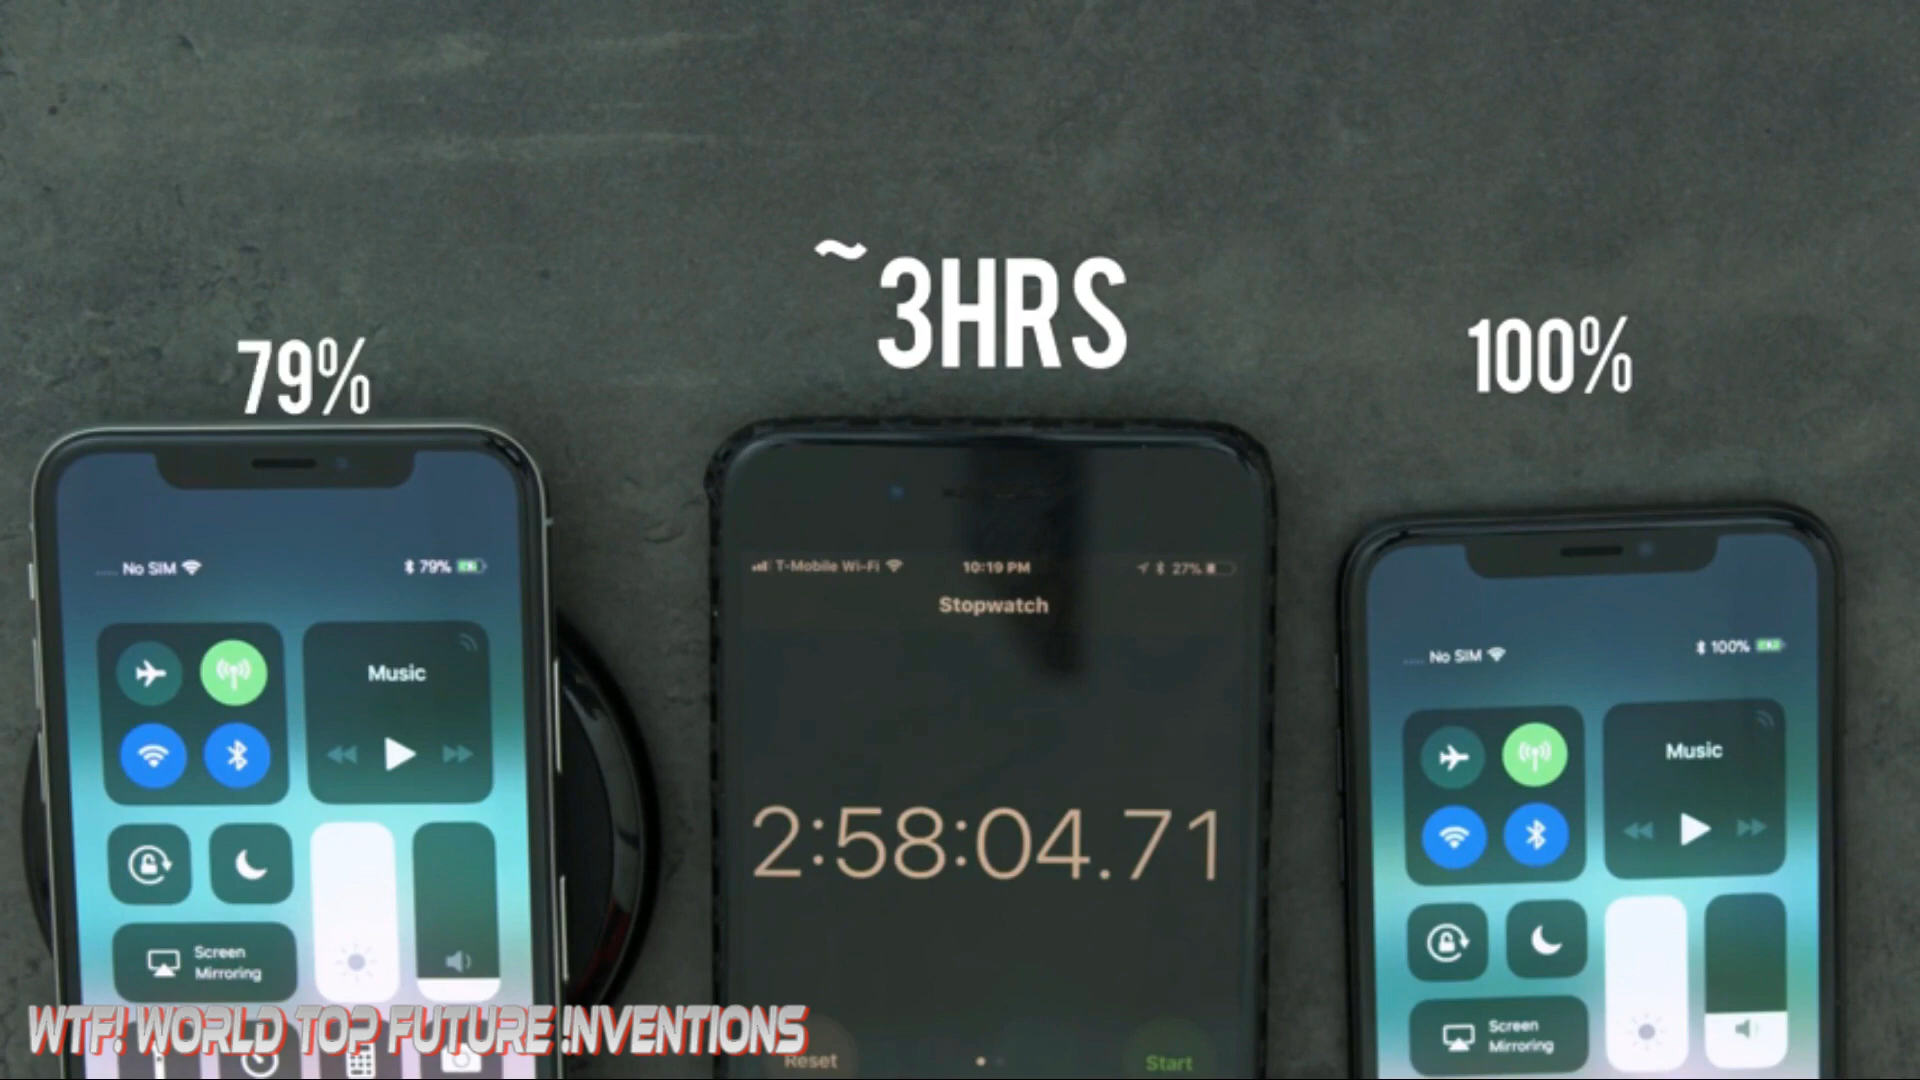 ~3HRS
79%
100%
No SIM
79%
T-Mobile Wi-Fi
10:19 PM
27%
Stopwatch
No SIM
100%
Music
Music
2:58:04.71
Screen
Mirroring
Screen
Mirroring
WTF! WORLD TOP FUTURE !NVENTIONS
Reset
Start